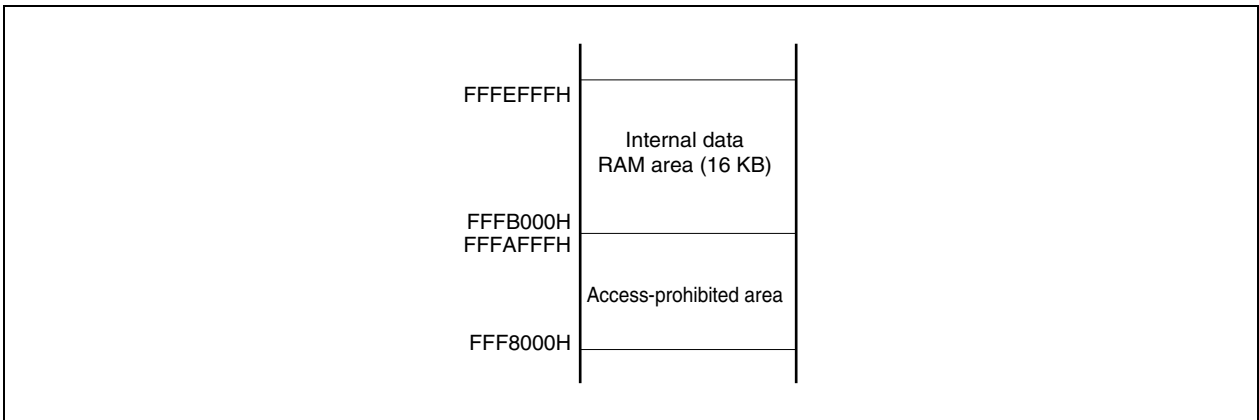 FFFEFFFH
Internal data
RAM area (16 KB)
FFFB000H
FFFAFFFH
Access-prohibited area
FFF8000H